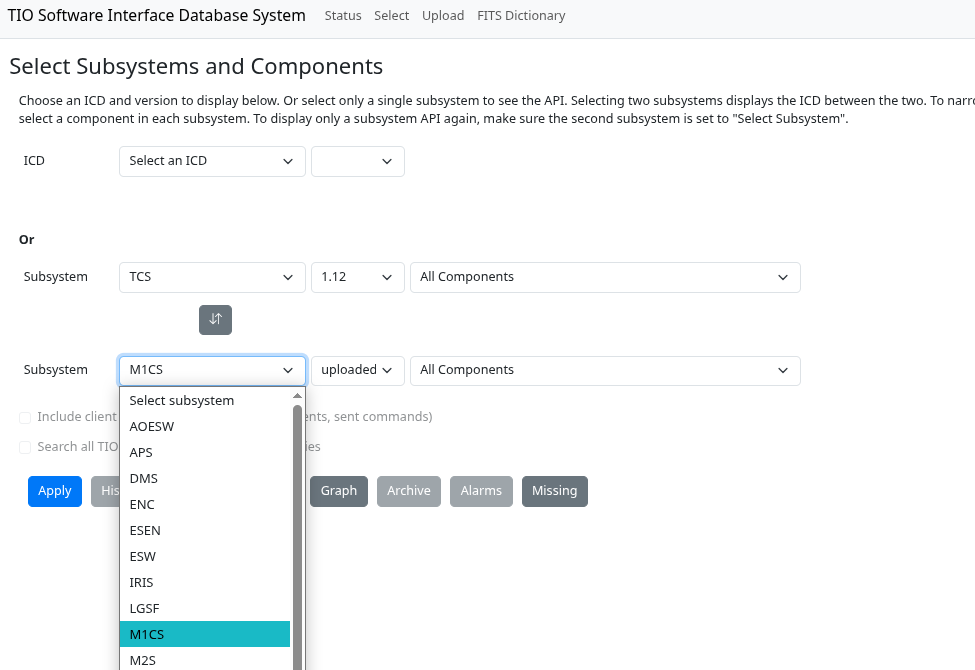 TIO Software Interface Database System Status Select Upload FITS Dictionary
Select Subsystems and Components
Choose an ICD and version to display below. Or select only a single subsystem to see the API. Selecting two subsystems displays the ICD between the two. To
select a component in each subsystem. To display only a subsystem API again, make sure the second subsystem is set to "Select Subsystem".
ICD Select an ICD
Or
Subsystem TCS 1.12 All Components
Subsystem M1CS uploaded All Components
Select subsystem
Include client nts, sent commands)
AOESW
Search all TIO ies
APS
DMS
Apply His Graph Archive Alarms Missing
ENC
ESEN
ESW
IRIS
LGSF
M1CS
M2S